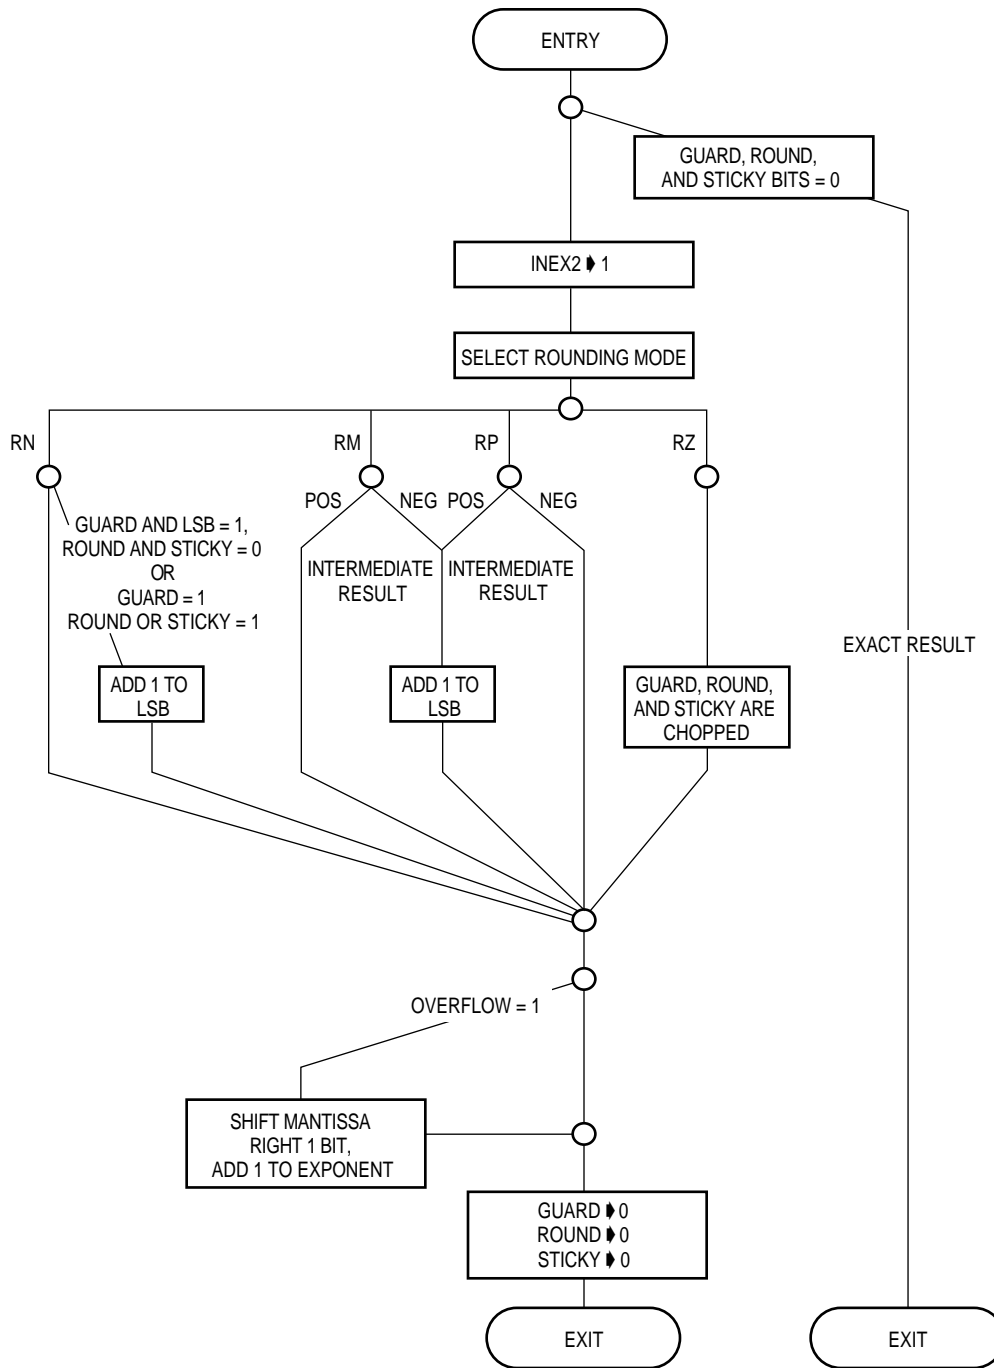 ENTRY
GUARD, ROUND,
AND STICKY BITS = 0
INEX2 ➧ 1
SELECT ROUNDING MODE
RN
RM
RP
RZ
POS
NEG
POS
NEG
GUARD AND LSB = 1,
ROUND AND STICKY = 0
OR
GUARD = 1
ROUND OR STICKY = 1
INTERMEDIATE
RESULT
INTERMEDIATE
RESULT
EXACT RESULT
ADD 1 TO
LSB
ADD 1 TO
LSB
GUARD, ROUND,
AND STICKY ARE
CHOPPED
OVERFLOW = 1
SHIFT MANTISSA
RIGHT 1 BIT,
ADD 1 TO EXPONENT
GUARD ➧ 0
ROUND ➧ 0
STICKY ➧ 0
EXIT
EXIT